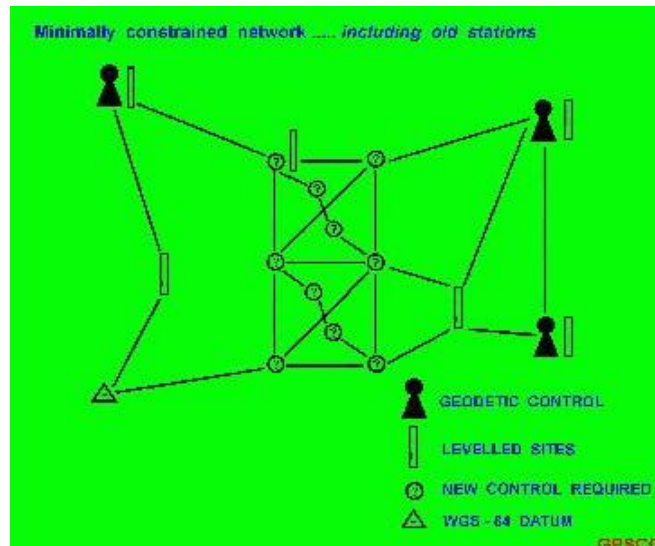 Minimally constrained network ..... including old stations
GEODETIC CONTROL
LEVELLED SITES
NEW CONTROL REQUIRED
WGS - 84 DATUM